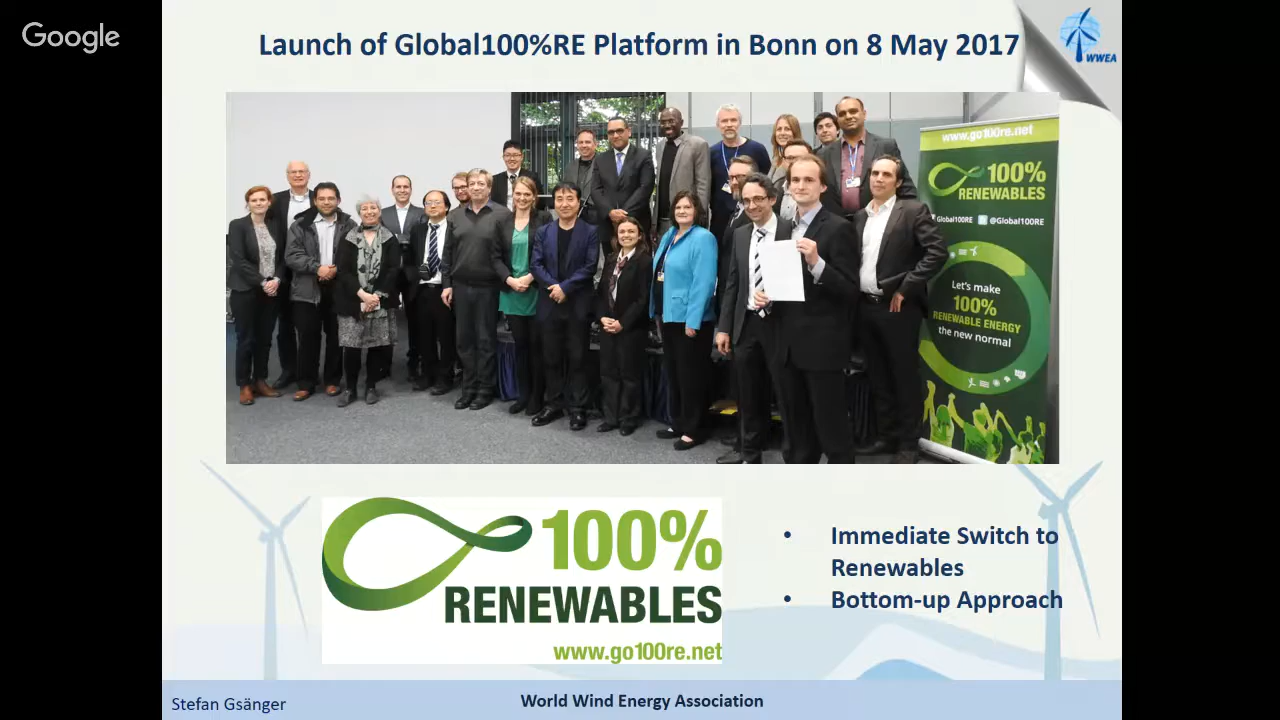 Google
Launch of Global100%RE Platform in Bonn on 8 May 2017
WWEA
www.go100re.net
100%
RENEWABLES
Global100RE @Global100RE
Let's make
100%
RENEWABLE ENERGY
the new normal
100%
RENEWABLES
www.go100re.net
• Immediate Switch to
Renewables
• Bottom-up Approach
Stefan Gsänger
World Wind Energy Association